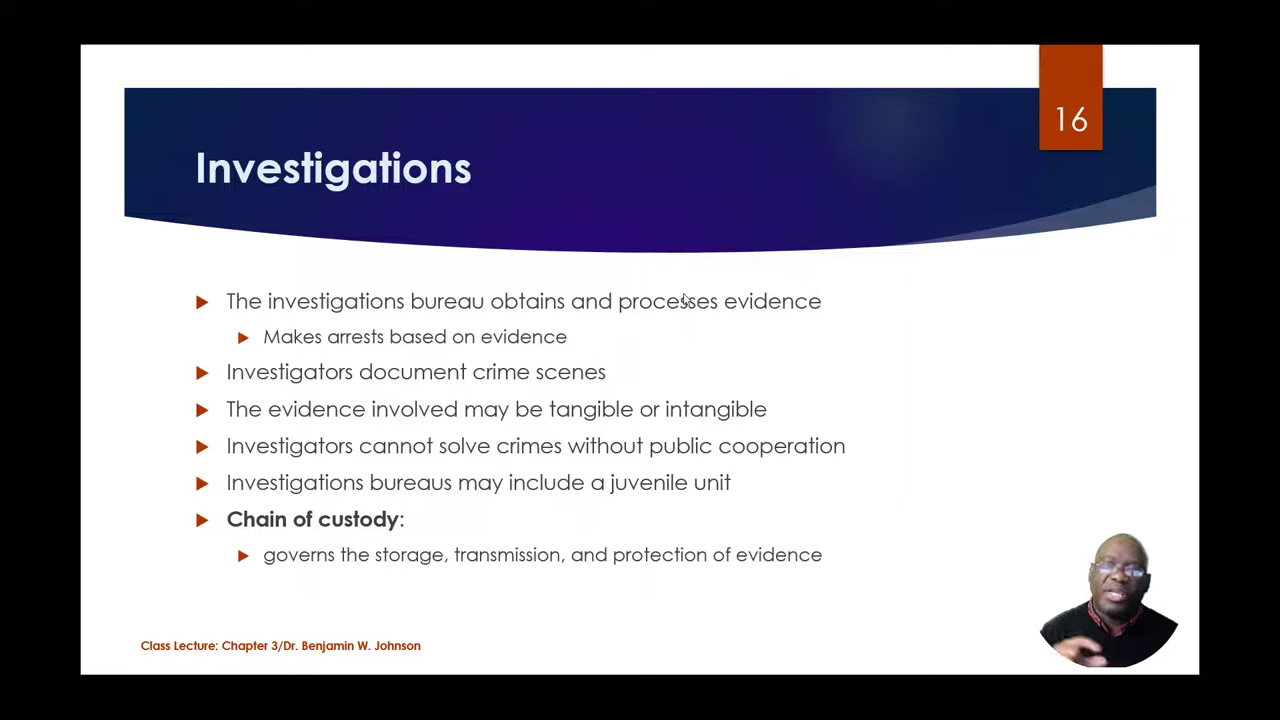 16
Investigations
The investigations bureau obtains and processes evidence
Makes arrests based on evidence
Investigators document crime scenes
The evidence involved may be tangible or intangible
Investigators cannot solve crimes without public cooperation
Investigations bureaus may include a juvenile unit
Chain of custody:
governs the storage, transmission, and protection of evidence
Class Lecture: Chapter 3/Dr. Benjamin W. Johnson